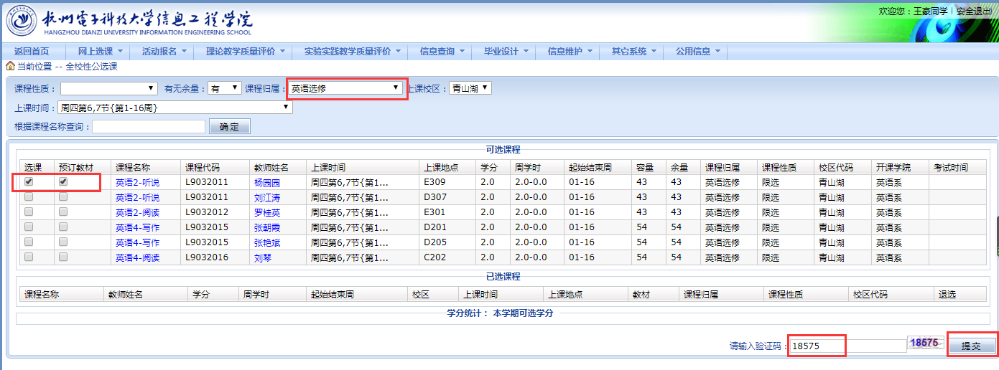 杭州电子科技大学信息工程学院
HANGZHOU DIANZI UNIVERSITY INFORMATION ENGINEERING SCHOOL
欢迎您：王豪同学 | 安全退出
返回首页 网上选课 活动报名 理论教学质量评价 实验实践教学质量评价 信息查询 毕业设计 信息维护 其它系统 公用信息
当前位置 -- 全校性公选课
课程性质： 有无余量： 有 课程归属： 英语选修 上课校区： 青山湖
上课时间： 周四第6,7节{第1-16周}
根据课程名称查询： 确 定
可选课程
选课 预订教材 课程名称 课程代码 教师姓名 上课时间 上课地点 学分 周学时 起始结束周 容量 余量 课程归属 课程性质 校区代码 开课学院 考试时间
英语2-听说 L9032011 杨园园 周四第6,7节{第1... E309 2.0 2.0-0.0 01-16 43 43 英语选修 限选 青山湖 英语系
英语2-听说 L9032011 刘江涛 周四第6,7节{第1... D307 2.0 2.0-0.0 01-16 43 43 英语选修 限选 青山湖 英语系
英语2-阅读 L9032012 罗桂英 周四第6,7节{第1... E301 2.0 2.0-0.0 01-16 43 43 英语选修 限选 青山湖 英语系
英语4-写作 L9032015 张朝霞 周四第6,7节{第1... D201 2.0 2.0-0.0 01-16 54 54 英语选修 限选 青山湖 英语系
英语4-写作 L9032015 张艳斌 周四第6,7节{第1... D205 2.0 2.0-0.0 01-16 54 54 英语选修 限选 青山湖 英语系
英语4-阅读 L9032016 刘琴 周四第6,7节{第1... C202 2.0 2.0-0.0 01-16 54 54 英语选修 限选 青山湖 英语系
已选课程
课程名称 教师姓名 学分 周学时 起始结束周 校区 上课时间 上课地点 教材 课程归属 课程性质 校区代码 退选
学分统计： 本学期可选学分
请输入验证码： 18575 18575 提 交